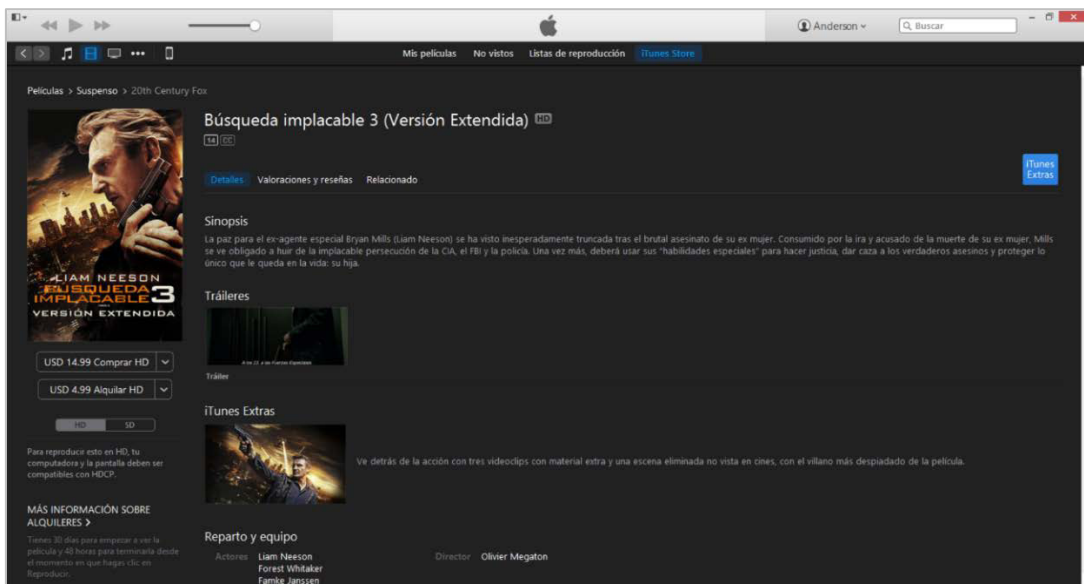 Anderson
Buscar
Mis películas No vistos Listas de reproducción iTunes Store
Películas > Suspenso > 20th Century Fox
Búsqueda implacable 3 (Versión Extendida) HD
14 CC
iTunes
Extras
Detalles Valoraciones y reseñas Relacionado
Sinopsis
La paz para el ex-agente especial Bryan Mills (Liam Neeson) se ha visto inesperadamente truncada tras el brutal asesinato de su ex mujer. Consumido por la ira y acusado de la muerte de su ex mujer, Mills
se ve obligado a huir de la implacable persecución de la CIA, el FBI y la policía. Una vez más, deberá usar sus "habilidades especiales" para hacer justicia, dar caza a los verdaderos asesinos y proteger lo
único que le queda en la vida: su hija.
LIAM NEESON
BUSQUEDA
IMPLACABLE 3
VERSIÓN EXTENDIDA
Tráileres
Tráiler
USD 14.99 Comprar HD
USD 4.99 Alquilar HD
HD SD
Para reproducir esto en HD, tu
computadora y la pantalla deben ser
compatibles con HDCP.
MÁS INFORMACIÓN SOBRE
ALQUILERES >
Tienes 30 días para empezar a ver la
película y 48 horas para terminarla desde
el momento en que hagas clic en
Reproducir.
iTunes Extras
Ve detrás de la acción con tres videoclips con material extra y una escena eliminada no vista en cines, con el villano más despiadado de la película.
Reparto y equipo
Actores Liam Neeson Director Olivier Megaton
Forest Whitaker
Famke Janssen